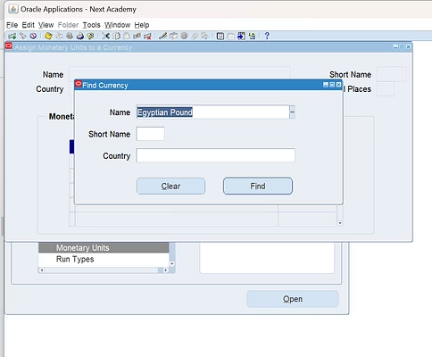 Oracle Applications - Next Academy
File Edit View Folder Tools Window Help
Assign Monetary Units to a Currency
Name
Short Name
Country
l Places
Find Currency
Name
Egyptian Pound
Short Name
Country
Clear
Find
Moneta
Monetary Units
Run Types
Open